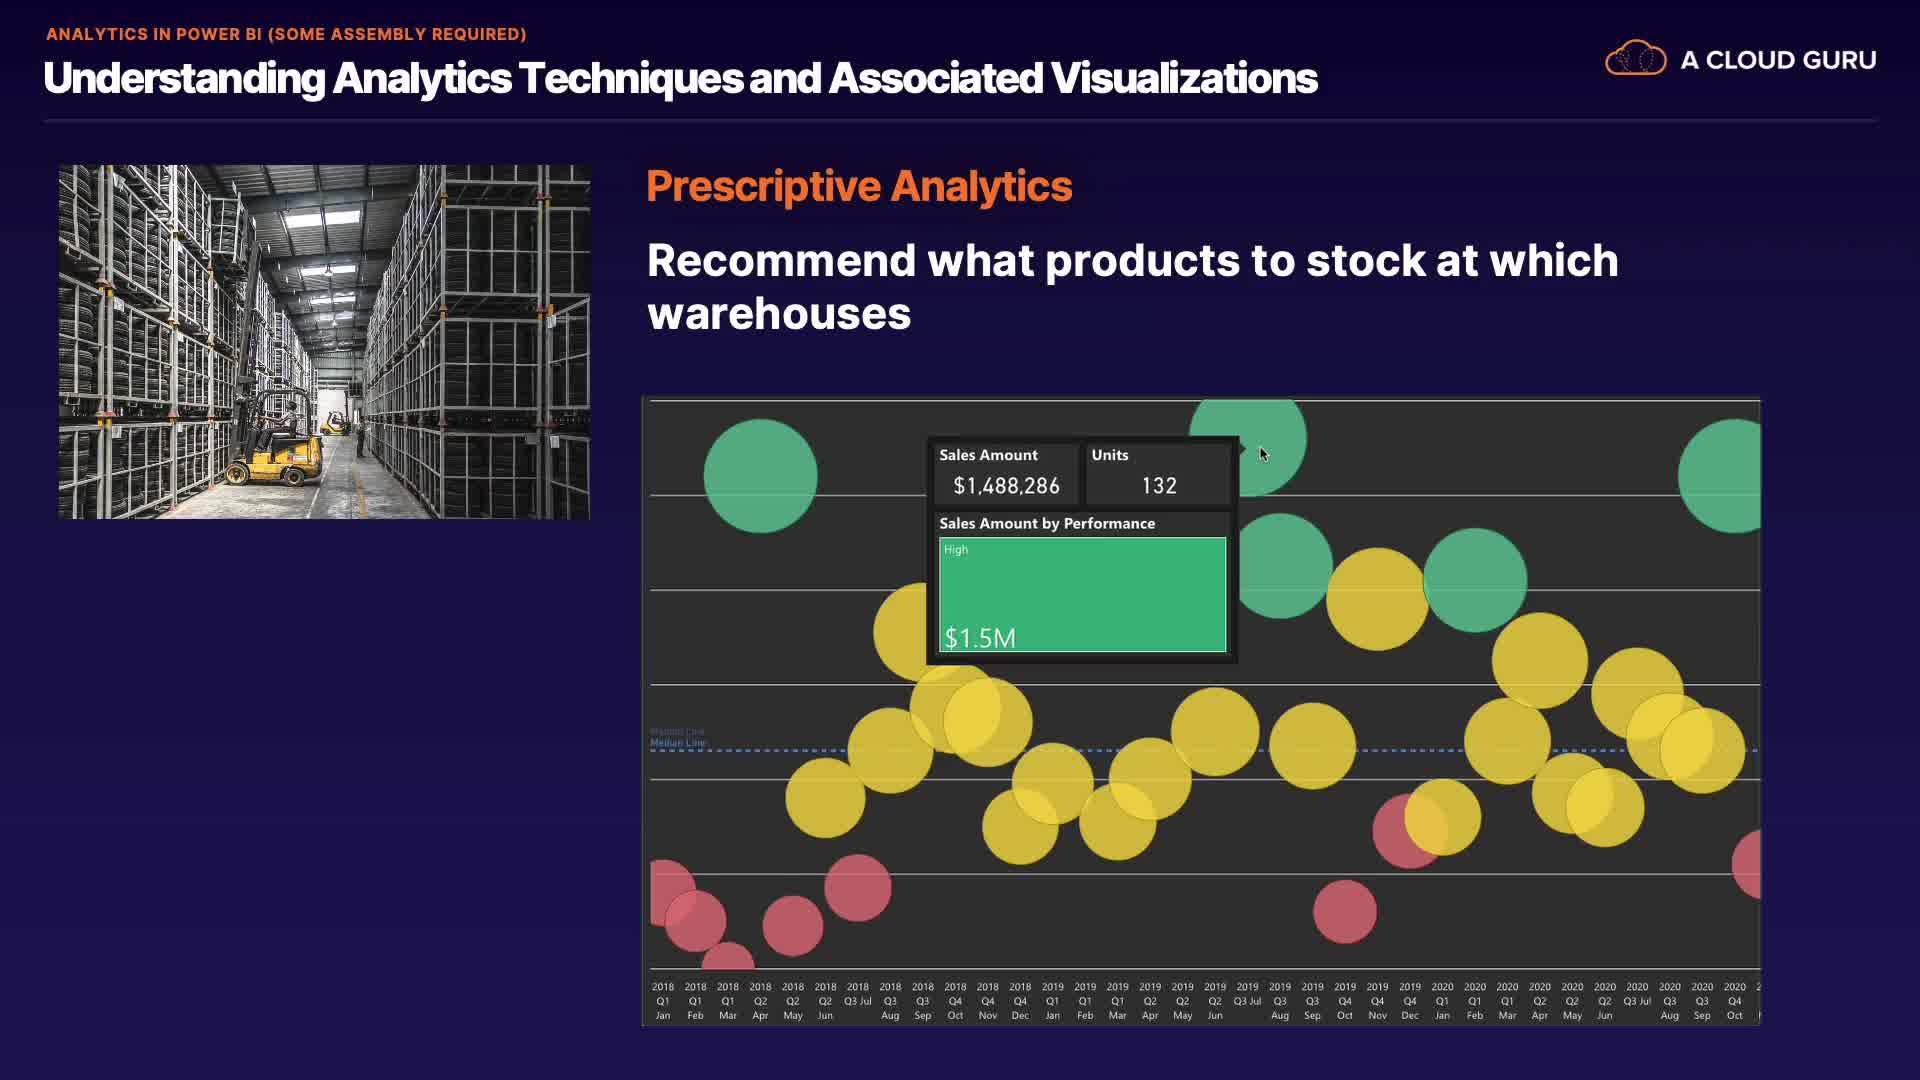 ANALYTICS IN POWER BI (SOME ASSEMBLY REQUIRED)
Understanding Analytics Techniques and Associated Visualizations
A CLOUD GURU
Prescriptive Analytics
Recommend what products to stock at which
warehouses
Sales Amount
$1,488,286
Units
132
Sales Amount by Performance
High
$1.5M
Median Line
Median Line
2018 2018 2018 2018 2018 2018 2018 2018 2018 2018 2018 2018 2019 2019 2019 2019 2019 2019 2019 2019 2019 2019 2019 2019 2020 2020 2020 2020 2020 2020 2020 2020 2020 2020
Q1 Q1 Q1 Q2 Q2 Q2 Q3 Jul Q3 Q3 Q4 Q4 Q4 Q1 Q1 Q1 Q2 Q2 Q2 Q3 Jul Q3 Q3 Q4 Q4 Q4 Q1 Q1 Q1 Q2 Q2 Q2 Q3 Jul Q3 Q3 Q4
Jan Feb Mar Apr May Jun Aug Sep Oct Nov Dec Jan Feb Mar Apr May Jun Aug Sep Oct Nov Dec Jan Feb Mar Apr May Jun Aug Sep Oct